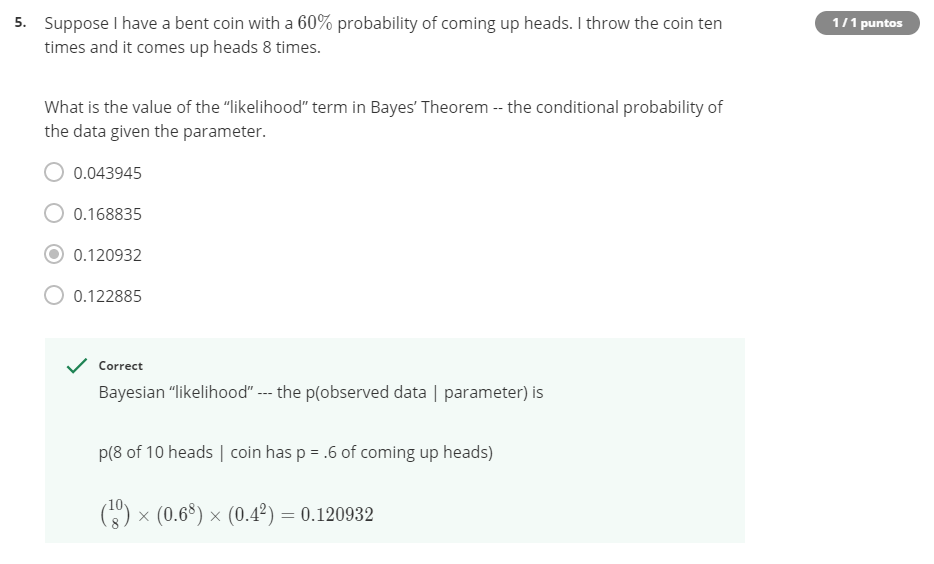 5. Suppose I have a bent coin with a 60% probability of coming up heads. I throw the coin ten
times and it comes up heads 8 times.
1 / 1 puntos
What is the value of the “likelihood” term in Bayes’ Theorem -- the conditional probability of
the data given the parameter.
0.043945
0.168835
0.120932
0.122885
Correct
Bayesian “likelihood” --- the p(observed data | parameter) is
p(8 of 10 heads | coin has p = .6 of coming up heads)
(10 8) × (0.6⁸) × (0.4²) = 0.120932